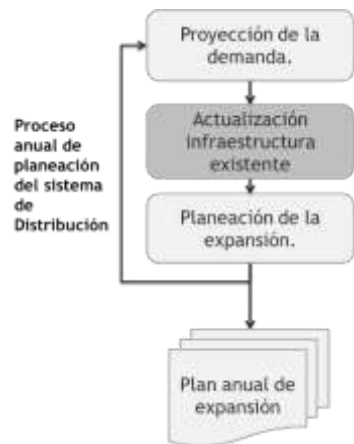 Proyección de la
demanda.
Proceso
anual de
planeación
del sistema
de
Distribución
Actualización
infraestructura
existente
Planeación de la
expansión.
Plan anual de
expansión